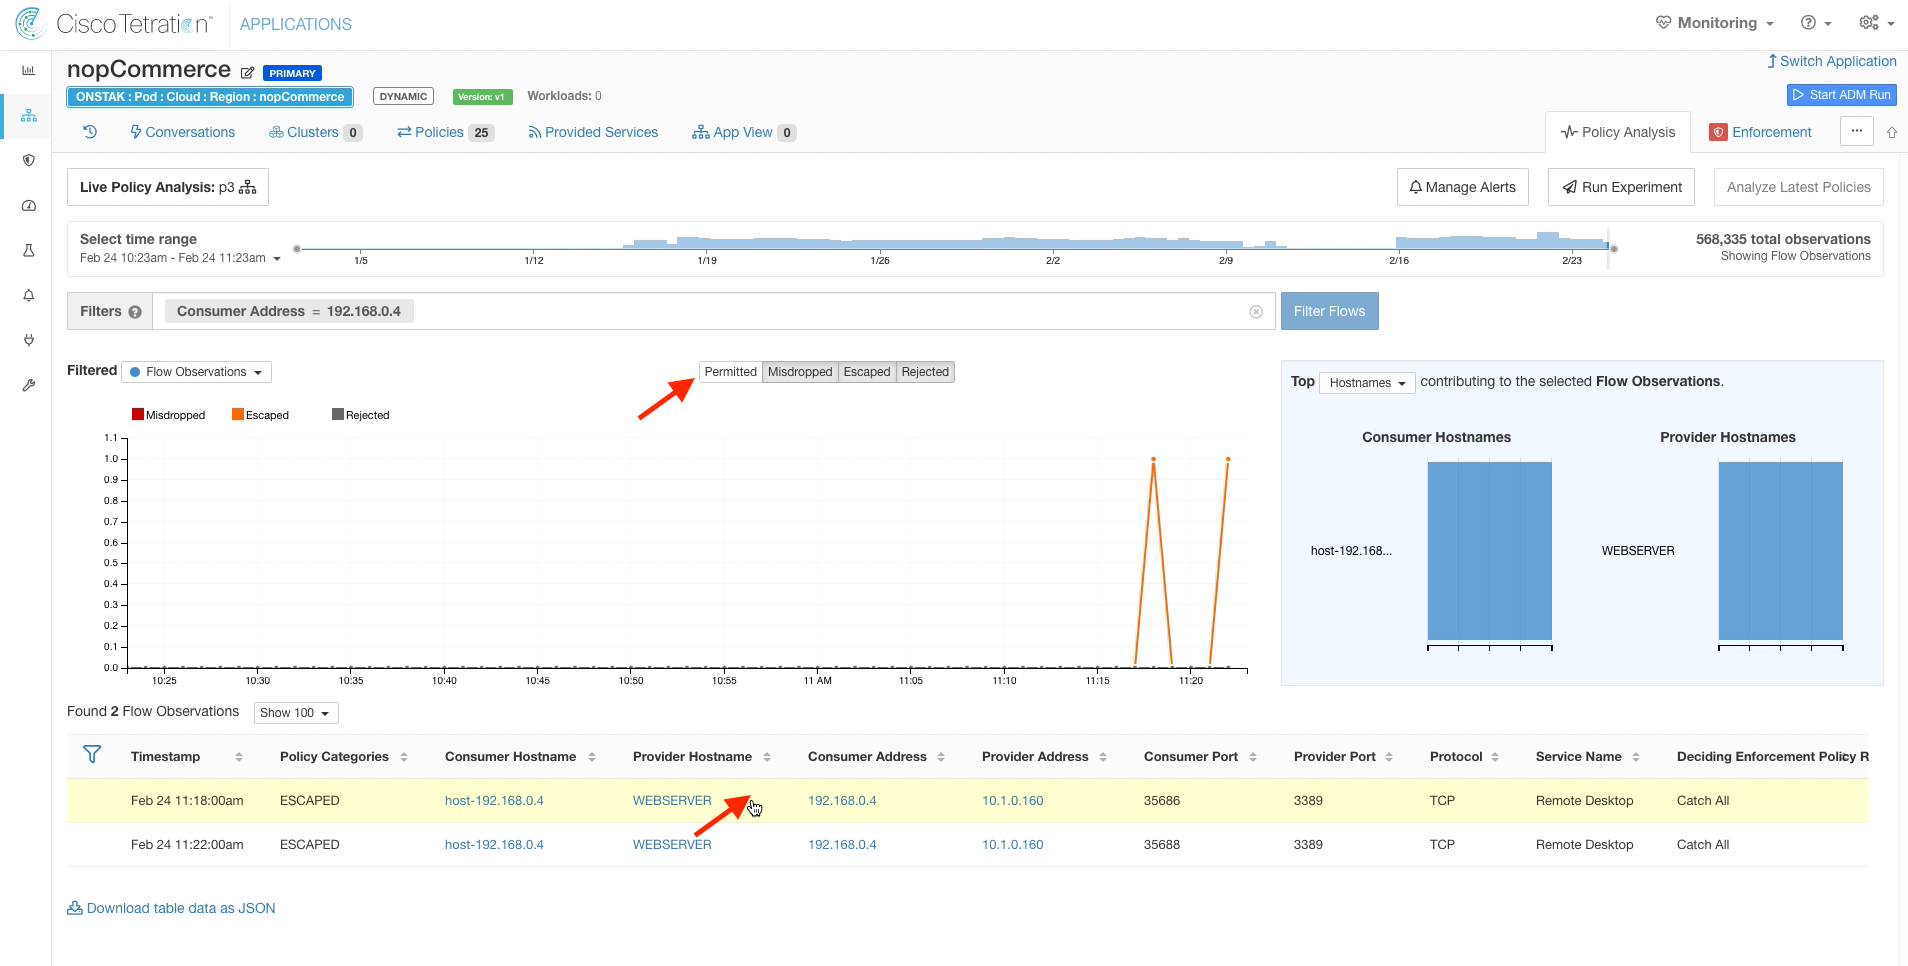 Cisco Tetration™ APPLICATIONS Monitoring
nopCommerce PRIMARY Switch Application
ONSTAK : Pod : Cloud : Region : nopCommerce DYNAMIC Version: v1 Workloads: 0 Start ADM Run
Conversations Clusters 0 Policies 25 Provided Services App View 0 Policy Analysis Enforcement ...
Live Policy Analysis: p3 Manage Alerts Run Experiment Analyze Latest Policies
Select time range 568,335 total observations
Feb 24 10:23am - Feb 24 11:23am Showing Flow Observations
1/5 1/12 1/19 1/26 2/2 2/9 2/16 2/23
Filters ? Consumer Address = 192.168.0.4 Filter Flows
Filtered Flow Observations Permitted Misdropped Escaped Rejected
Top Hostnames contributing to the selected Flow Observations.
Misdropped Escaped Rejected
Consumer Hostnames Provider Hostnames
host-192.168... WEBSERVER
1.1
1.0
0.9
0.8
0.7
0.6
0.5
0.4
0.3
0.2
0.1
0.0
10:25 10:30 10:35 10:40 10:45 10:50 10:55 11 AM 11:05 11:10 11:15 11:20
Found 2 Flow Observations Show 100
Timestamp Policy Categories Consumer Hostname Provider Hostname Consumer Address Provider Address Consumer Port Provider Port Protocol Service Name Deciding Enforcement Policy R
Feb 24 11:18:00am ESCAPED host-192.168.0.4 WEBSERVER 192.168.0.4 10.1.0.160 35686 3389 TCP Remote Desktop Catch All
Feb 24 11:22:00am ESCAPED host-192.168.0.4 WEBSERVER 192.168.0.4 10.1.0.160 35688 3389 TCP Remote Desktop Catch All
Download table data as JSON